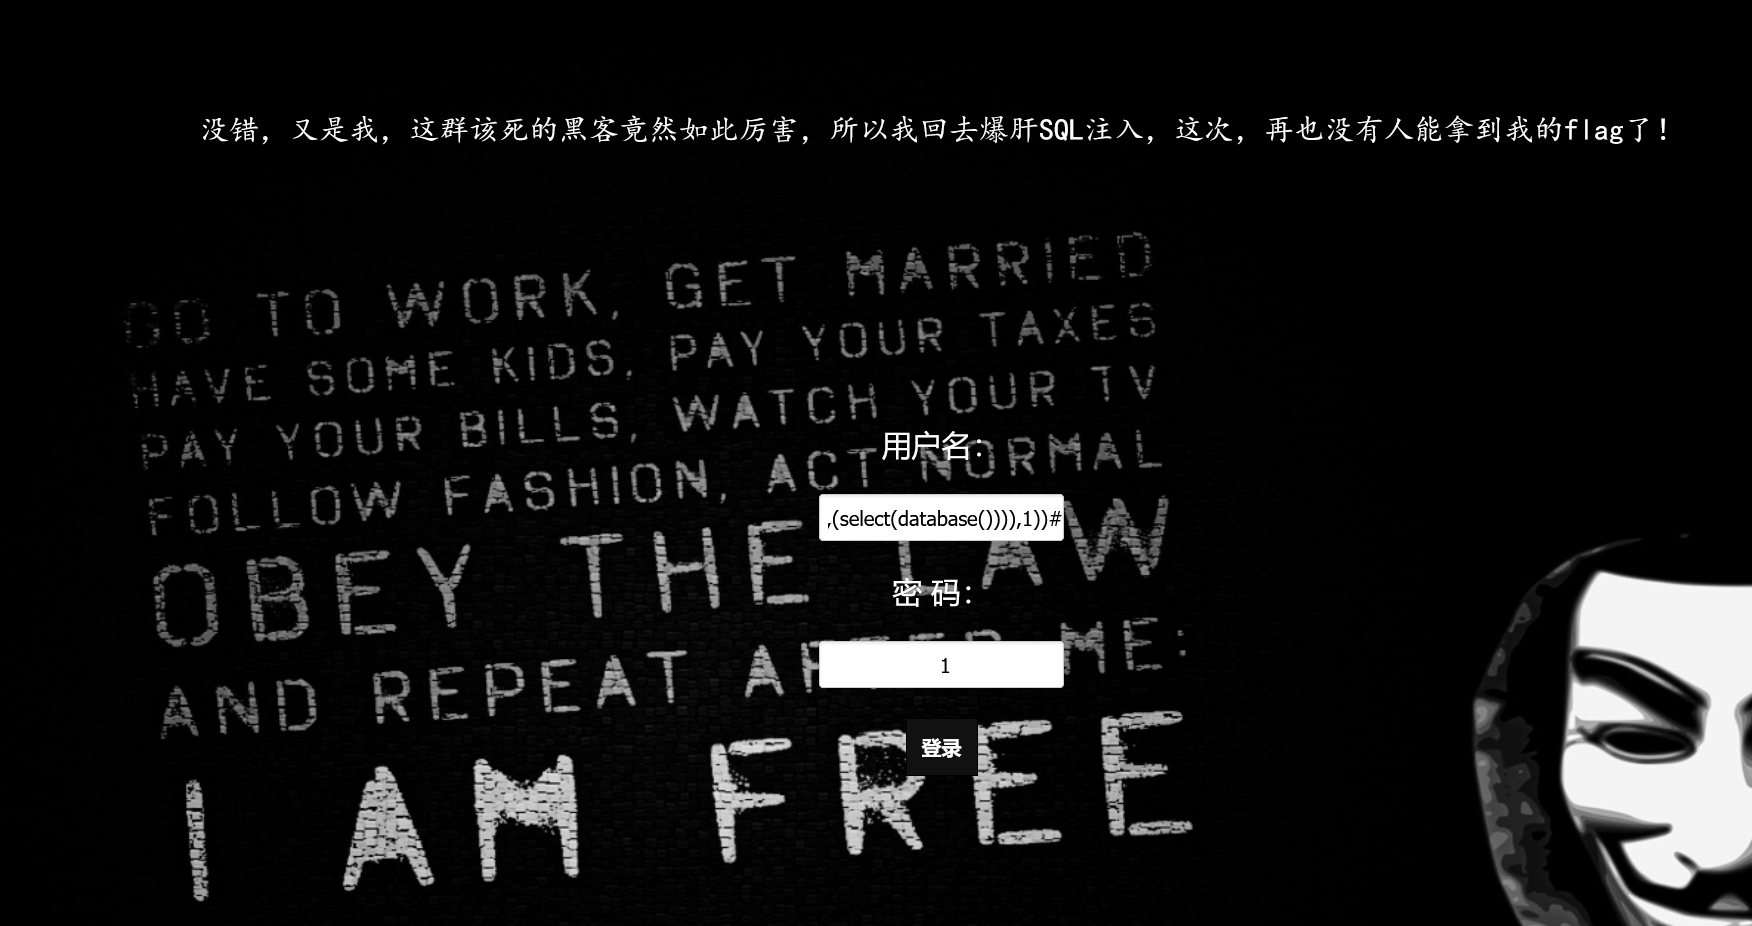 没错，又是我，这群该死的黑客竟然如此厉害，所以我回去爆肝SQL注入，这次，再也没有人能拿到我的flag了！
GO TO WORK, GET MARRIED
HAVE SOME KIDS, PAY YOUR TAXES
PAY YOUR BILLS, WATCH YOUR TV
FOLLOW FASHION, ACT NORMAL
OBEY THE LAW
AND REPEAT AFTER ME:
I AM FREE
用户名：
,(select(database()))),1))#
密 码：
1
登录